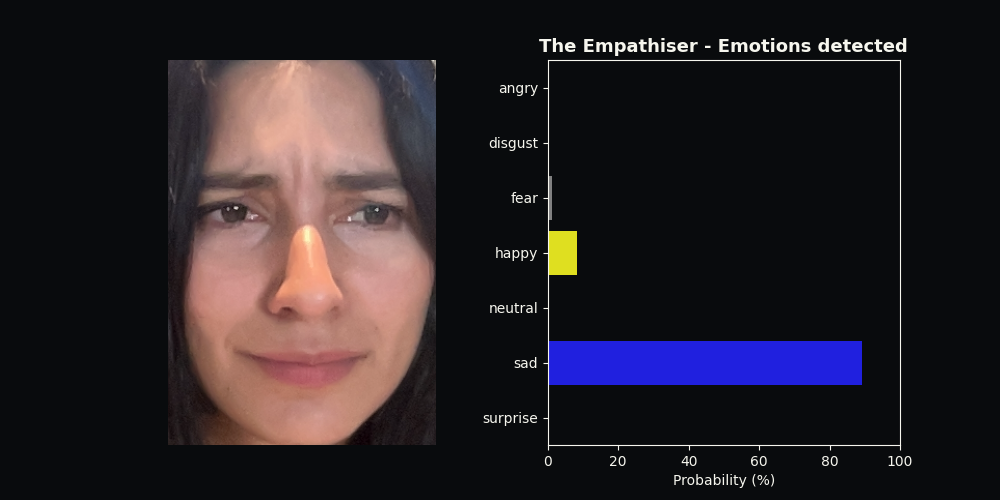 The Empathiser - Emotions detected
angry
disgust
fear
happy
neutral
sad
surprise
0 20 40 60 80 100
Probability (%)